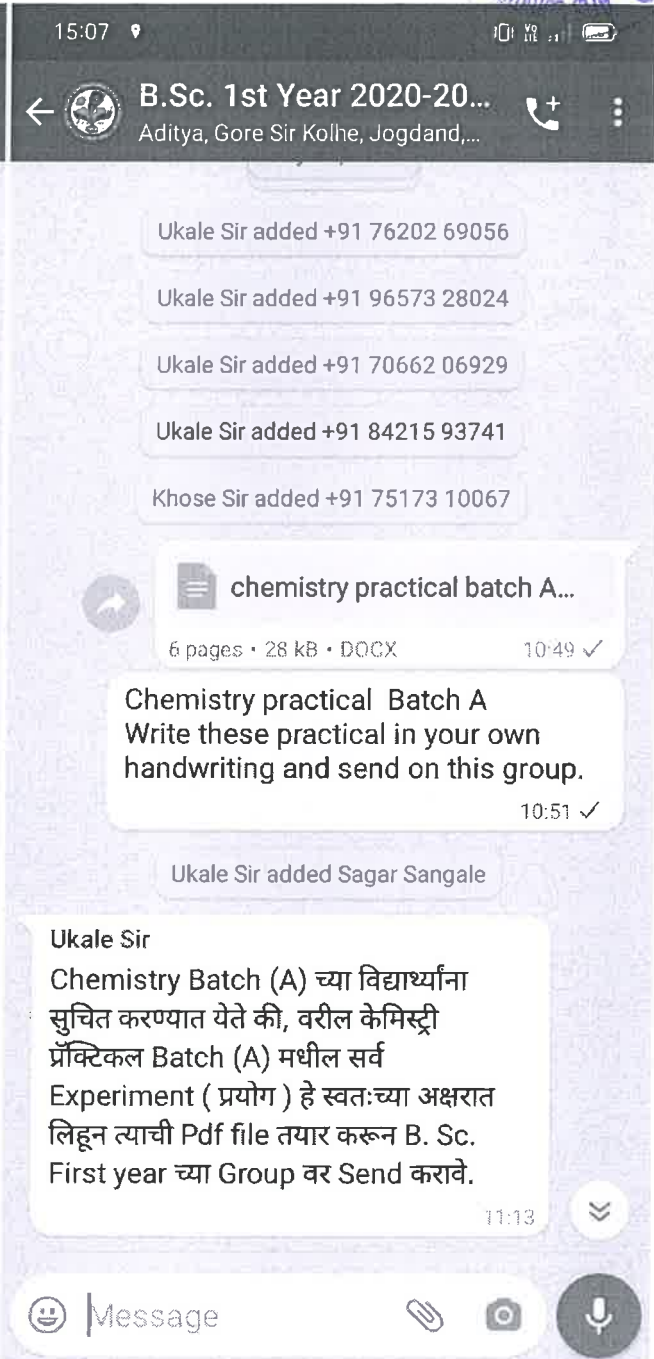 15:07
B.Sc. 1st Year 2020-20...
Aditya, Gore Sir Kolhe, Jogdand,...
Ukale Sir added +91 76202 69056
Ukale Sir added +91 96573 28024
Ukale Sir added +91 70662 06929
Ukale Sir added +91 84215 93741
Khose Sir added +91 75173 10067
chemistry practical batch A...
6 pages • 28 kB • DOCX 10:49
Chemistry practical Batch A
Write these practical in your own
handwriting and send on this group.
10:51
Ukale Sir added Sagar Sangale
Ukale Sir
Chemistry Batch (A) च्या विद्यार्थ्यांना
सुचित करण्यात येते की, वरील केमिस्ट्री
प्रॅक्टिकल Batch (A) मधील सर्व
Experiment ( प्रयोग ) हे स्वतःच्या अक्षरात
लिहून त्याची Pdf file तयार करून B. Sc.
First year च्या Group वर Send करावे.
11:13
Message